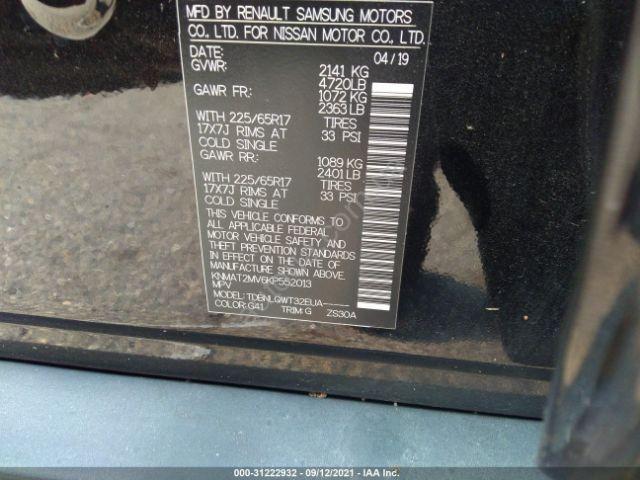 MFD BY RENAULT SAMSUNG MOTORS
CO., LTD. FOR NISSAN MOTOR CO., LTD.
DATE: 04/19
GVWR: 2141 KG
4720LB
GAWR FR: 1072 KG
2363 LB
WITH 225/65R17 TIRES
17X7J RIMS AT 33 PSI
COLD SINGLE
GAWR RR: 1089 KG
2401 LB
WITH 225/65R17 TIRES
17X7J RIMS AT 33 PSI
COLD SINGLE
THIS VEHICLE CONFORMS TO
ALL APPLICABLE FEDERAL
MOTOR VEHICLE SAFETY AND
THEFT PREVENTION STANDARDS
IN EFFECT ON THE DATE OF
MANUFACTURE SHOWN ABOVE.
KNMAT2MV6KP552013
MPV
MODEL: TDBNLQWT32EUA-----
COLOR:G41 TRIM:G ZS30A
000-31222932 - 09/12/2021 - IAA Inc.